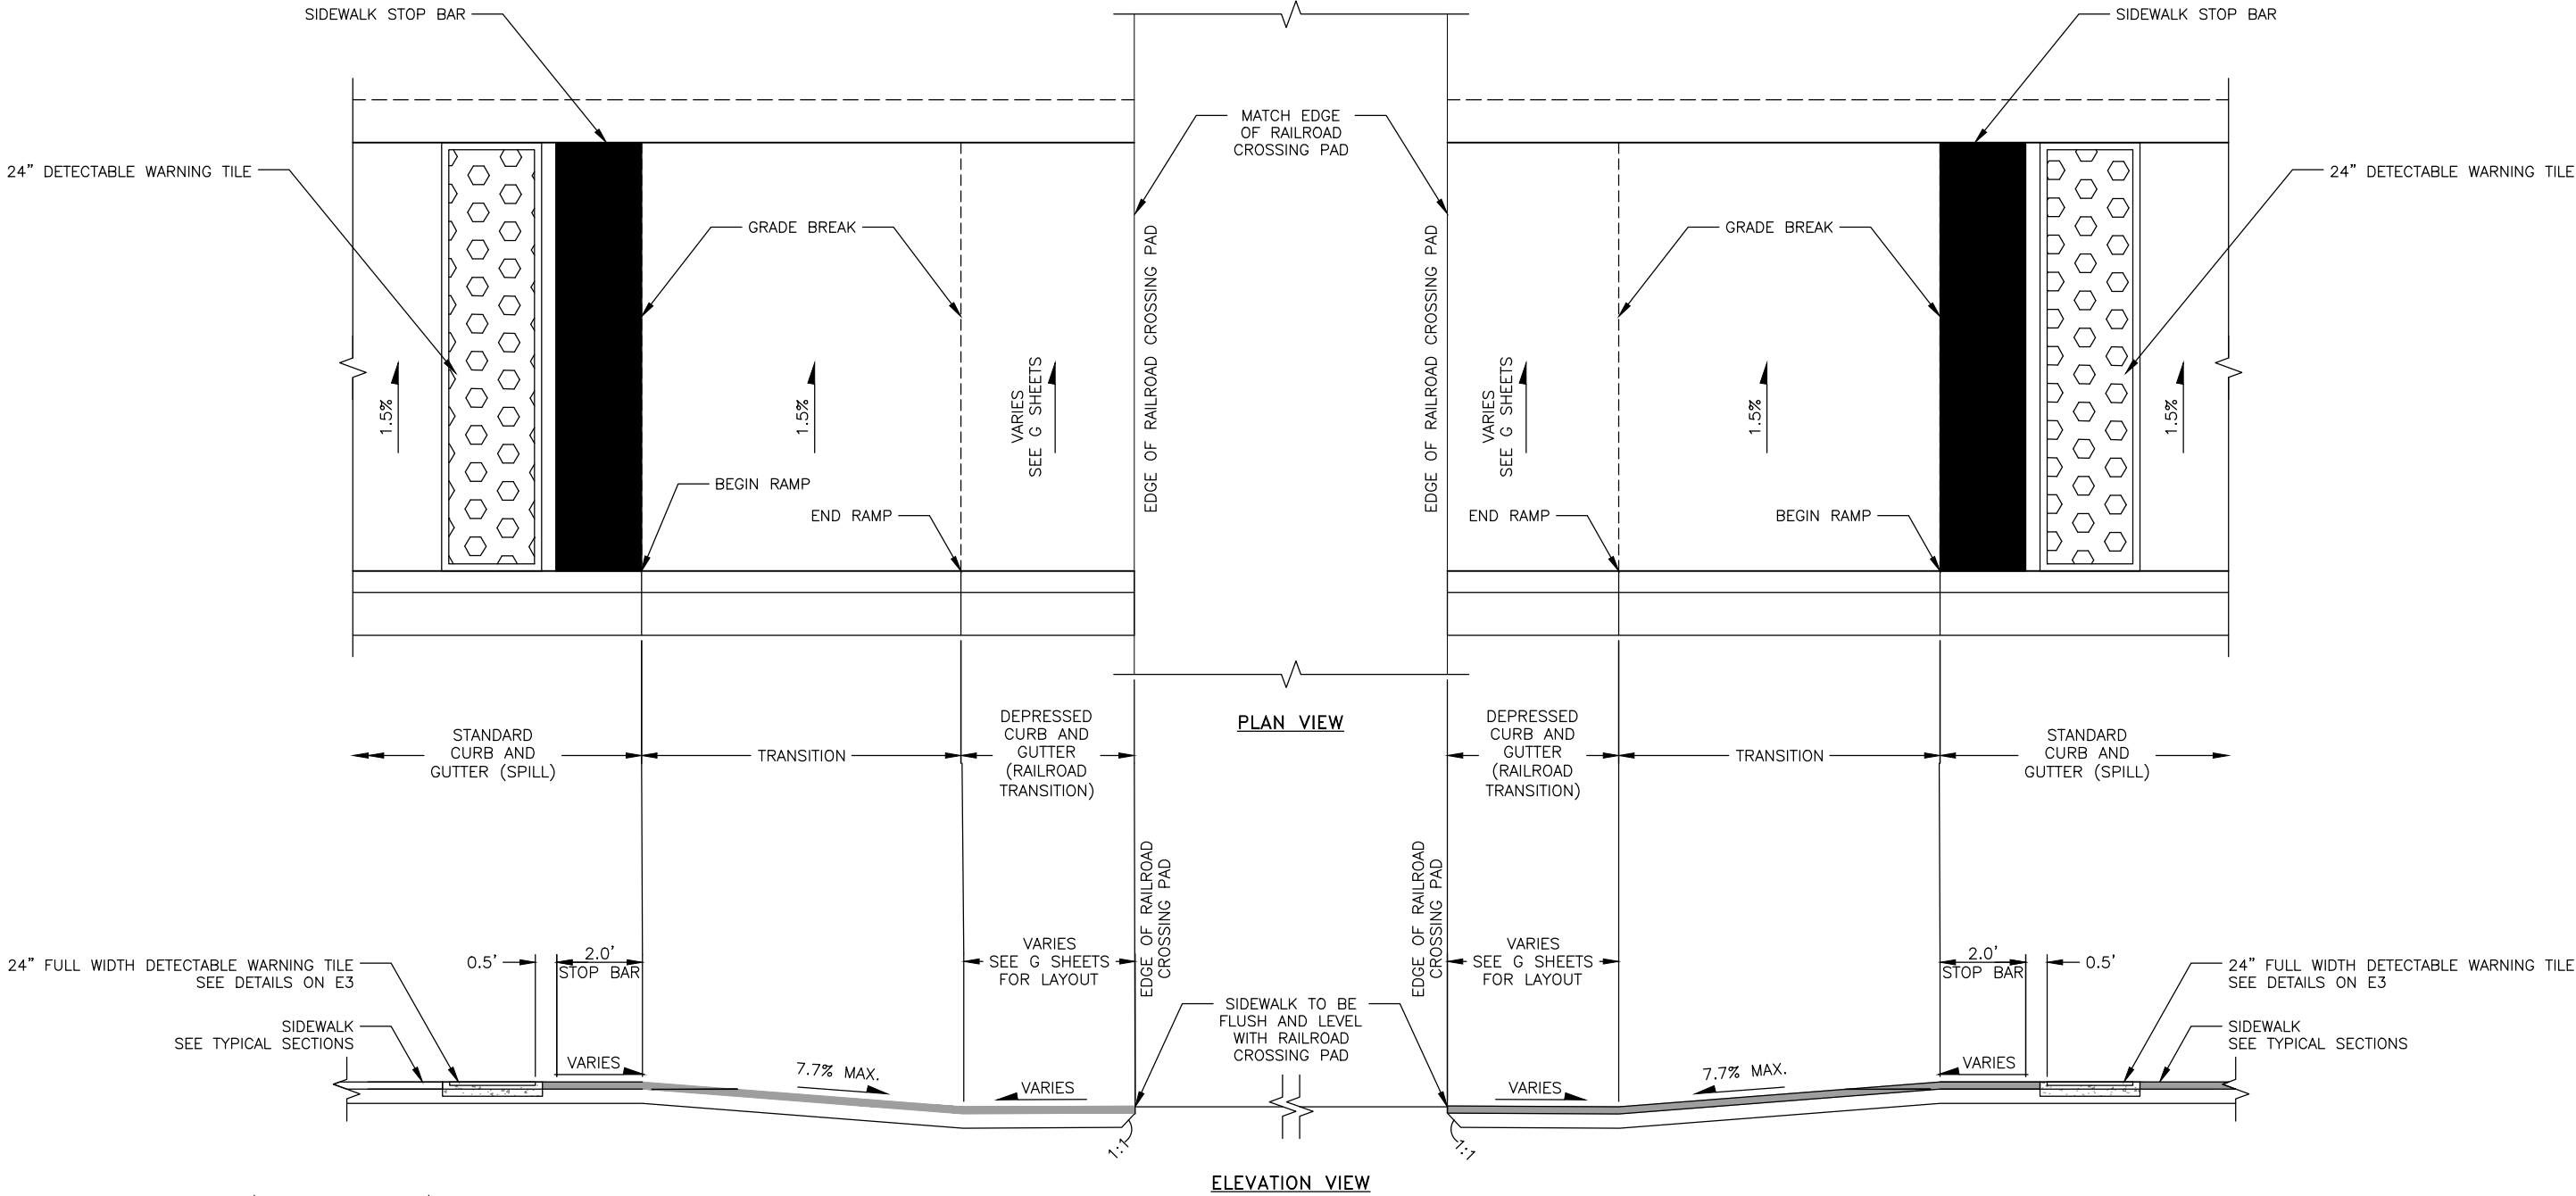 SIDEWALK STOP BAR
SIDEWALK STOP BAR
24” DETECTABLE WARNING TILE
MATCH EDGE
OF RAILROAD
CROSSING PAD
24” DETECTABLE WARNING TILE
GRADE BREAK
GRADE BREAK
EDGE OF RAILROAD CROSSING PAD
EDGE OF RAILROAD CROSSING PAD
1.5%
1.5%
VARIES
SEE G SHEETS
VARIES
SEE G SHEETS
1.5%
1.5%
BEGIN RAMP
END RAMP
END RAMP
BEGIN RAMP
PLAN VIEW
STANDARD
CURB AND
GUTTER (SPILL)
TRANSITION
DEPRESSED
CURB AND
GUTTER
(RAILROAD
TRANSITION)
DEPRESSED
CURB AND
GUTTER
(RAILROAD
TRANSITION)
TRANSITION
STANDARD
CURB AND
GUTTER (SPILL)
EDGE OF RAILROAD
CROSSING PAD
EDGE OF RAILROAD
CROSSING PAD
24” FULL WIDTH DETECTABLE WARNING TILE
SEE DETAILS ON E3
0.5’
2.0’
STOP BAR
VARIES
SEE G SHEETS
FOR LAYOUT
VARIES
SEE G SHEETS
FOR LAYOUT
2.0’
STOP BAR
0.5’
24” FULL WIDTH DETECTABLE WARNING TILE
SEE DETAILS ON E3
SIDEWALK
SEE TYPICAL SECTIONS
SIDEWALK TO BE
FLUSH AND LEVEL
WITH RAILROAD
CROSSING PAD
SIDEWALK
SEE TYPICAL SECTIONS
VARIES
7.7% MAX.
VARIES
VARIES
7.7% MAX.
VARIES
1:1
1:1
ELEVATION VIEW